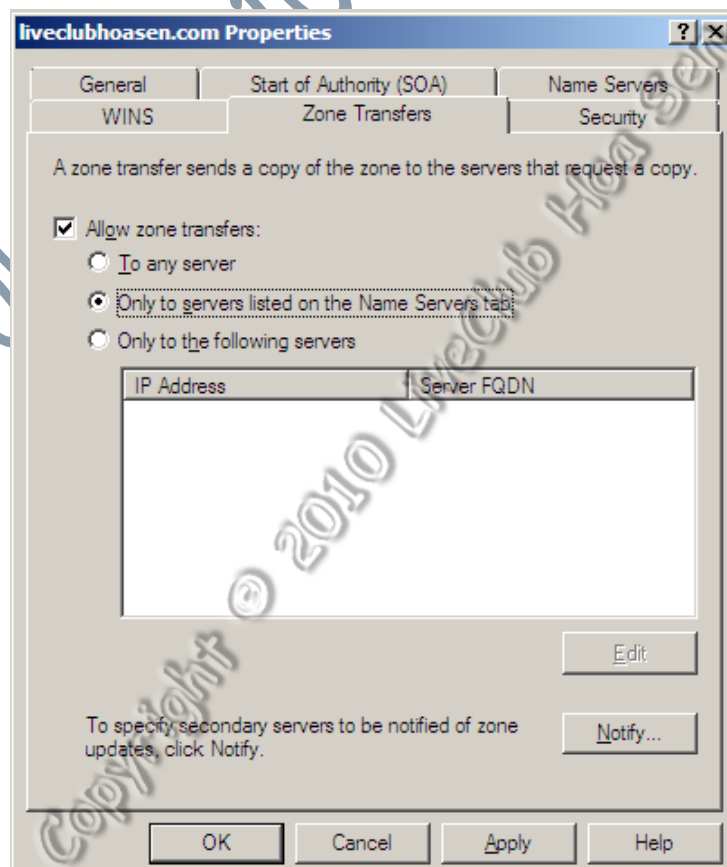 liveclubhoasen.com Properties
General Start of Authority (SOA) Name Servers
WINS Zone Transfers Security
A zone transfer sends a copy of the zone to the servers that request a copy.
Allow zone transfers:
To any server
Only to servers listed on the Name Servers tab
Only to the following servers
IP Address Server FQDN
Edit
To specify secondary servers to be notified of zone
updates, click Notify.
Notify...
OK Cancel Apply Help
Copyright © 2010 LiveClub Hoa Sen